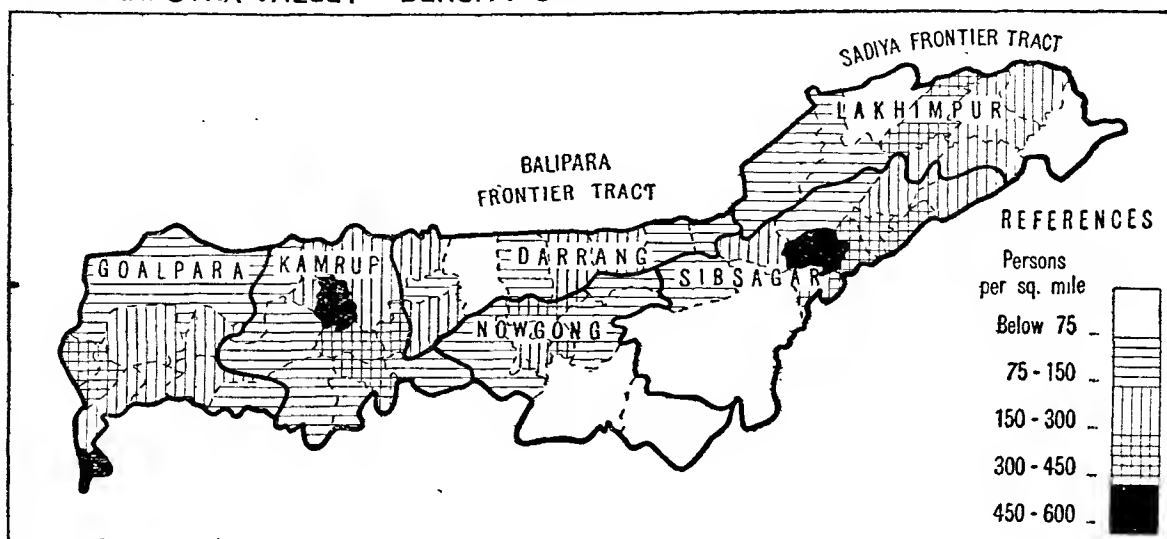 VALLEY
SADIYA FRONTIER TRACT
LAKHIMPUR
BALIPARA
FRONTIER TRACT
REFERENCES
GOALPARA KAMRUP DARRANG
SIBSAGAR
NOWGONG
Persons
per sq. mile
Below 75
75 - 150
150 - 300
300 - 450
450 - 600